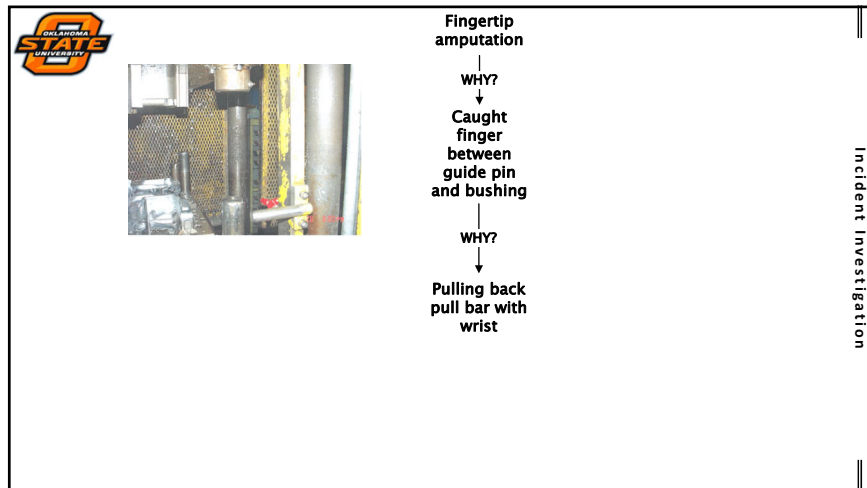 OKLAHOMA
STATE
UNIVERSITY
Fingertip
amputation
WHY?
Caught
finger
between
guide pin
and bushing
WHY?
Pulling back
pull bar with
wrist
Incident Investigation